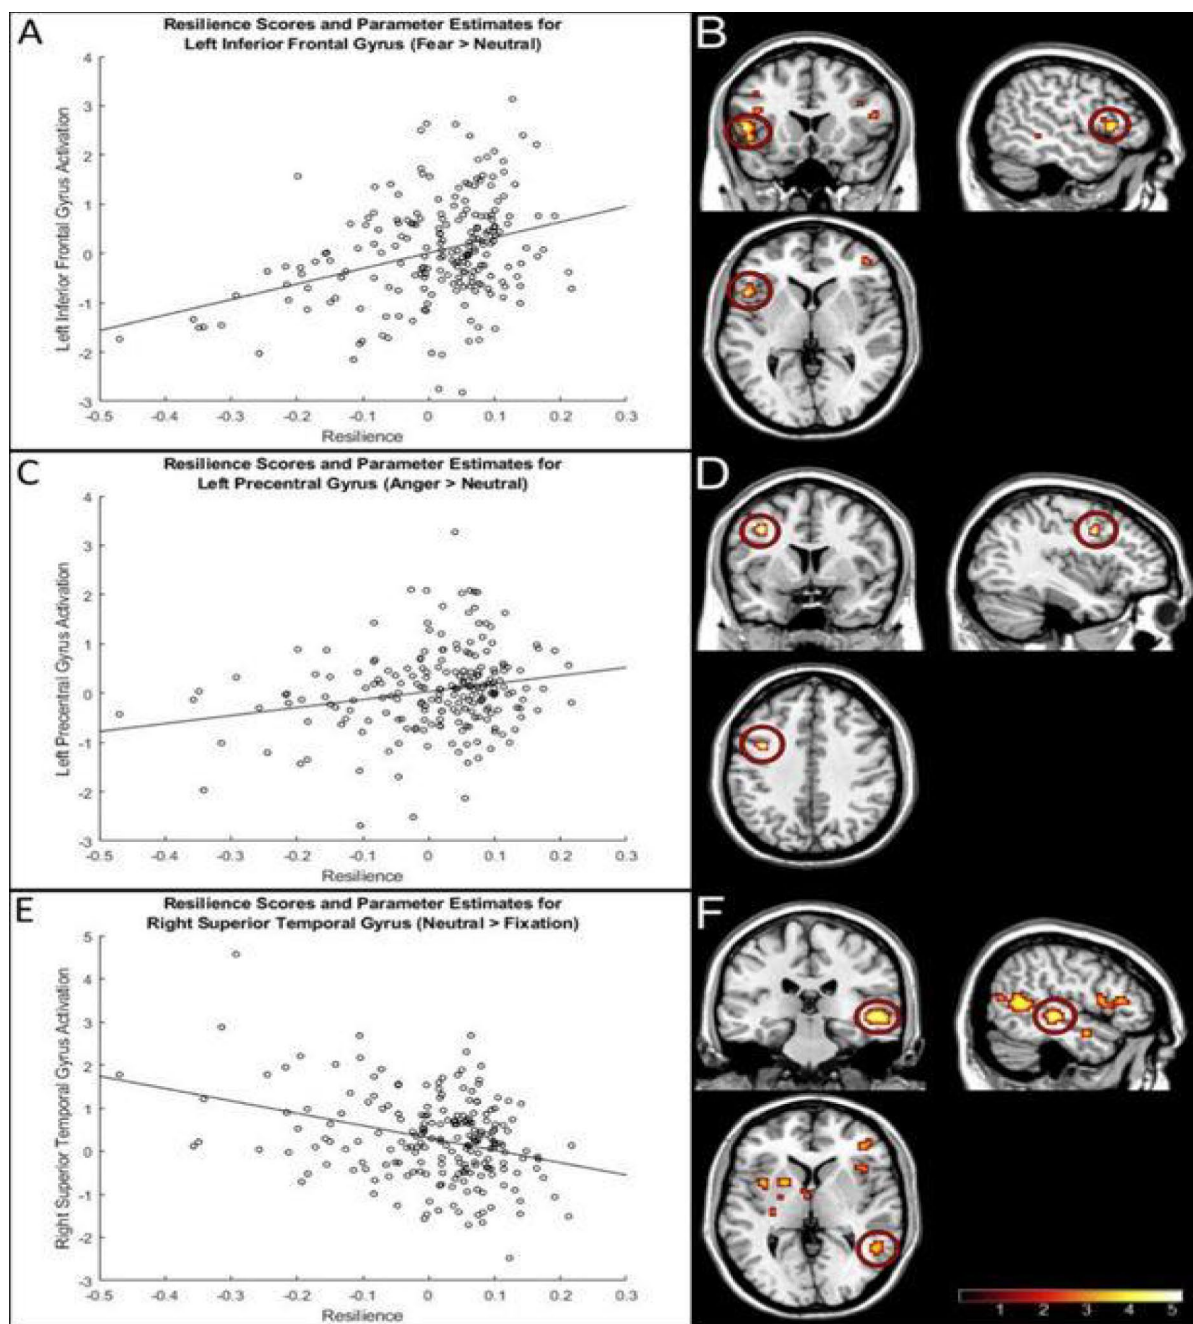 A
Resilience Scores and Parameter Estimates for
Left Inferior Frontal Gyrus (Fear > Neutral)
4
3
2
1
0
-1
-2
-3
Left Inferior Frontal Gyrus Activation
-0.5 -0.4 -0.3 -0.2 -0.1 0 0.1 0.2 0.3
Resilience
B
C
Resilience Scores and Parameter Estimates for
Left Precentral Gyrus (Anger > Neutral)
4
3
2
1
0
-1
-2
-3
Left Precentral Gyrus Activation
-0.5 -0.4 -0.3 -0.2 -0.1 0 0.1 0.2 0.3
Resilience
D
E
Resilience Scores and Parameter Estimates for
Right Superior Temporal Gyrus (Neutral > Fixation)
5
4
3
2
1
0
-1
-2
-3
Right Superior Temporal Gyrus Activation
-0.5 -0.4 -0.3 -0.2 -0.1 0 0.1 0.2 0.3
Resilience
F
1 2 3 4 5